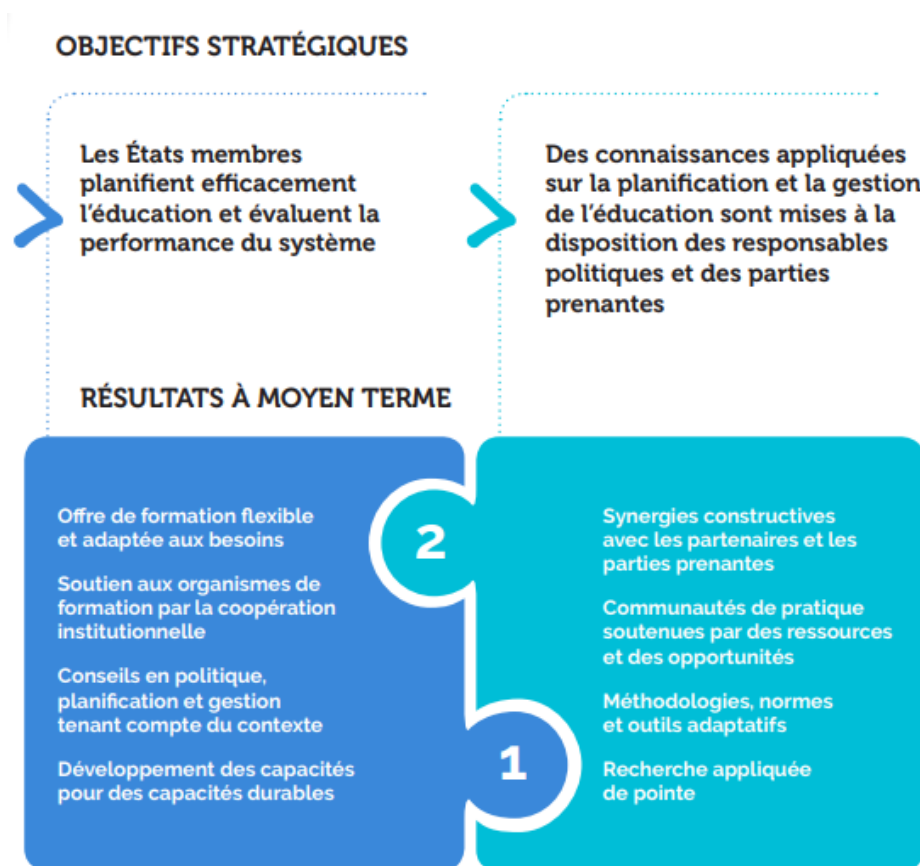 OBJECTIFS STRATÉGIQUES
Les États membres
planifient efficacement
l'éducation et évaluent la
performance du système
Des connaissances appliquées
sur la planification et la gestion
de l'éducation sont mises à la
disposition des responsables
politiques et des parties
prenantes
RÉSULTATS À MOYEN TERME
Offre de formation flexible
et adaptée aux besoins
Soutien aux organismes de
formation par la coopération
institutionnelle
Conseils en politique,
planification et gestion
tenant compte du contexte
Développement des capacités
pour des capacités durables
2
1
Synergies constructives
avec les partenaires et les
parties prenantes
Communautés de pratique
soutenues par des ressources
et des opportunités
Méthodologies, normes
et outils adaptatifs
Recherche appliquée
de pointe